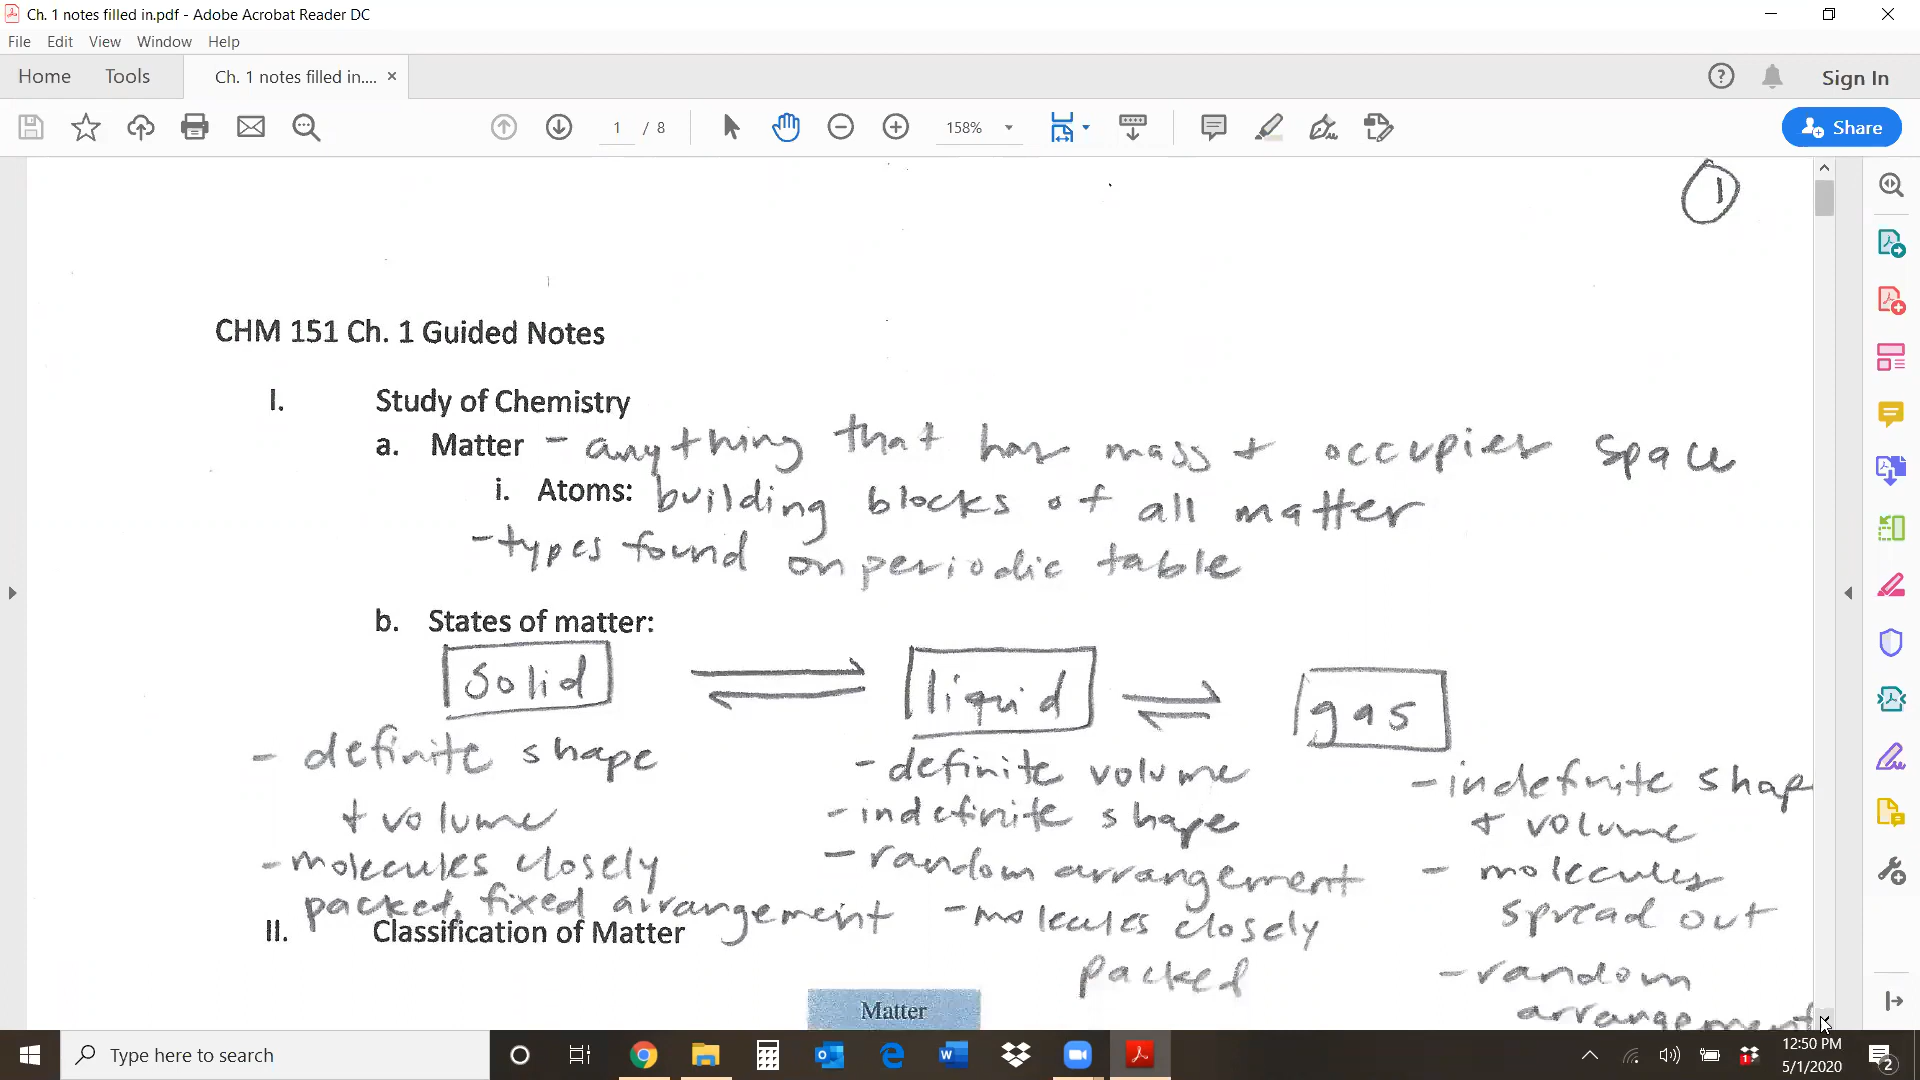 Ch. 1 notes filled in.pdf - Adobe Acrobat Reader DC
File Edit View Window Help
Home Tools Ch. 1 notes filled in.... × Sign In
1 / 8 158% Share
1
CHM 151 Ch. 1 Guided Notes
I. Study of Chemistry
a. Matter - anything that has mass + occupies space
i. Atoms: building blocks of all matter
- types found on periodic table
b. States of matter:
solid liquid gas
- definite shape
+ volume
- molecules closely
packed, fixed arrangement
- definite volume
- indefinite shape
- random arrangement
- molecules closely
packed
- indefinite shap
+ volume
- molecules
spread out
- random
arrangement
II. Classification of Matter
Matter
Type here to search
12:50 PM
5/1/2020
1
2